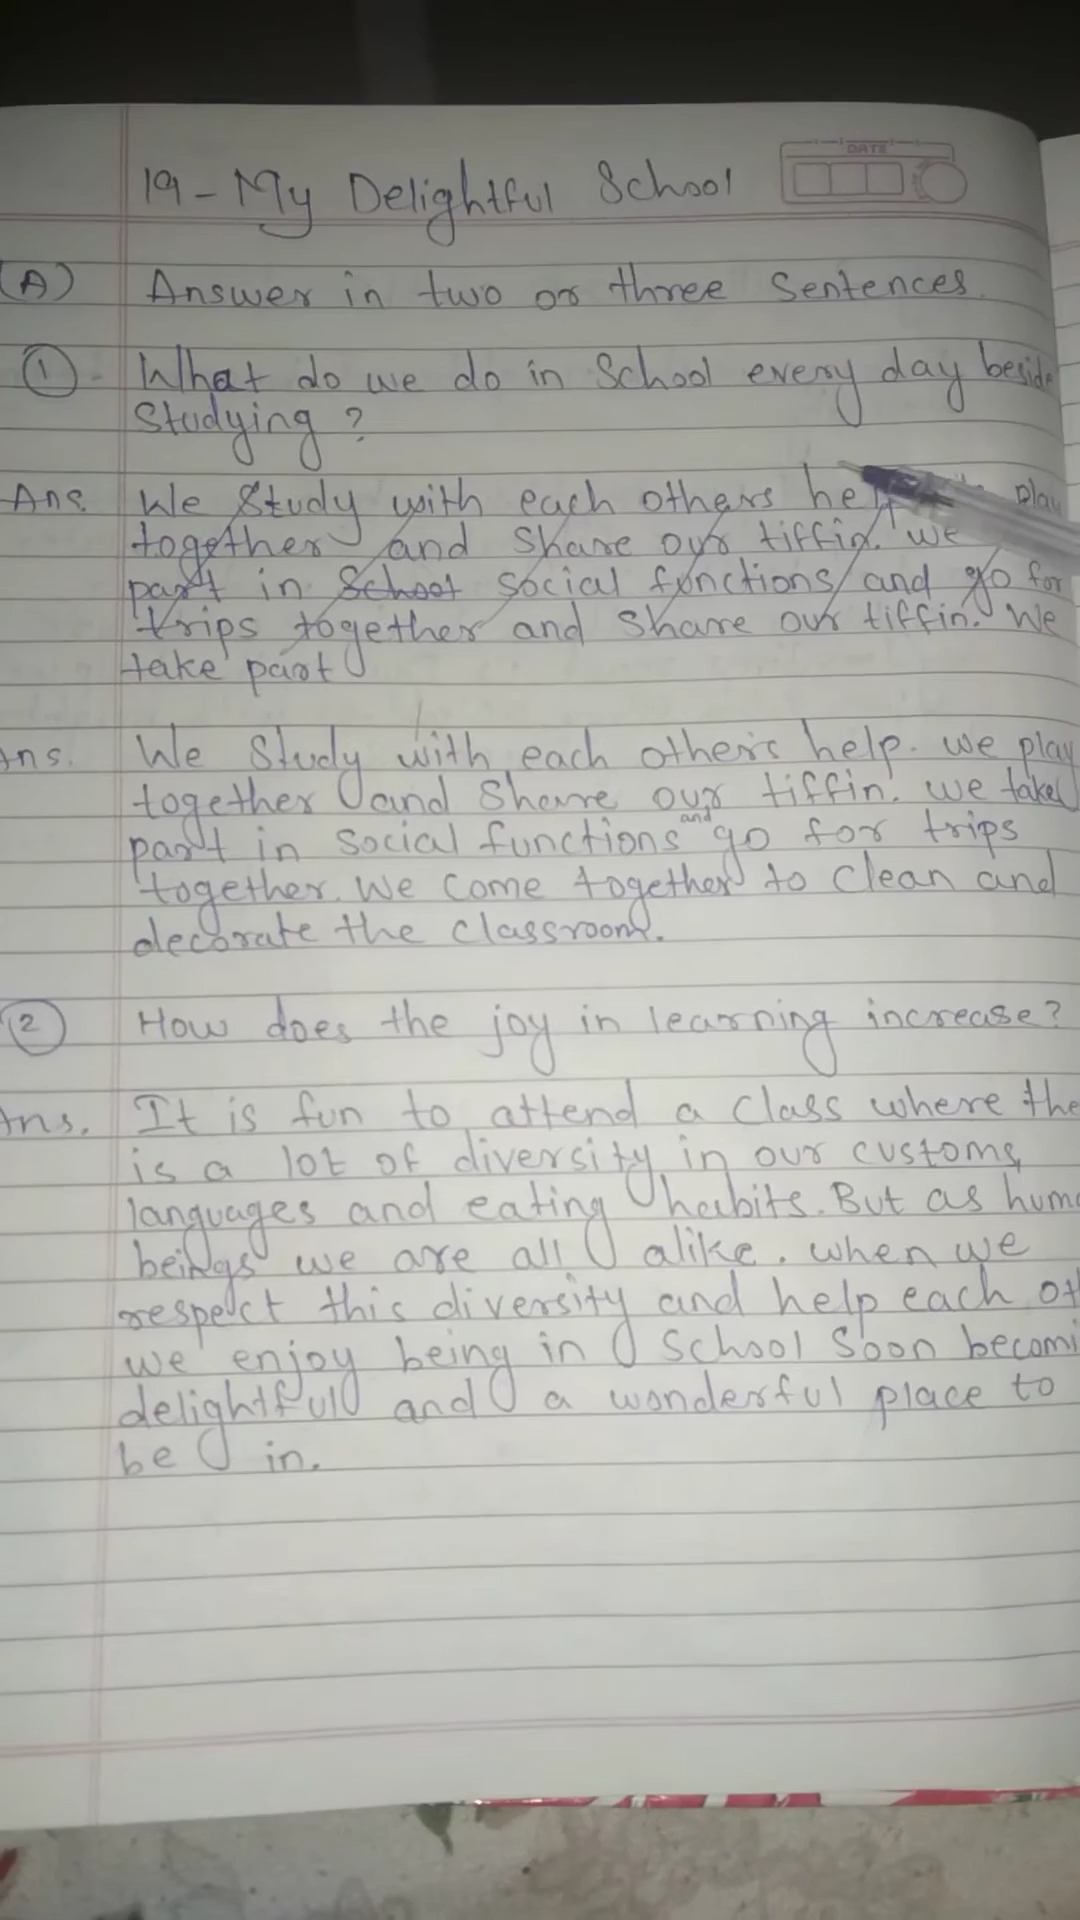 19 - My Delightful School
DATE
(A) Answer in two or three Sentences.
① What do we do in School every day beside
Studying ?
Ans. We Study with each others play
together and Share our tiffin. we
part in School social functions and go for
trips together and Share our tiffin. We
take part
Ans. We Study with each other's help. we play
together and Share our tiffin. we take
part in social functions and go for trips
together. We come together to clean and
decorate the classroom.
② How does the joy in learning increase?
Ans. It is fun to attend a class where the
is a lot of diversity in our customs,
languages and eating habits. But as huma
beings we are all alike. when we
respect this diversity and help each ot
we enjoy being in School Soon becomi
delightful and a wonderful place to
be in.